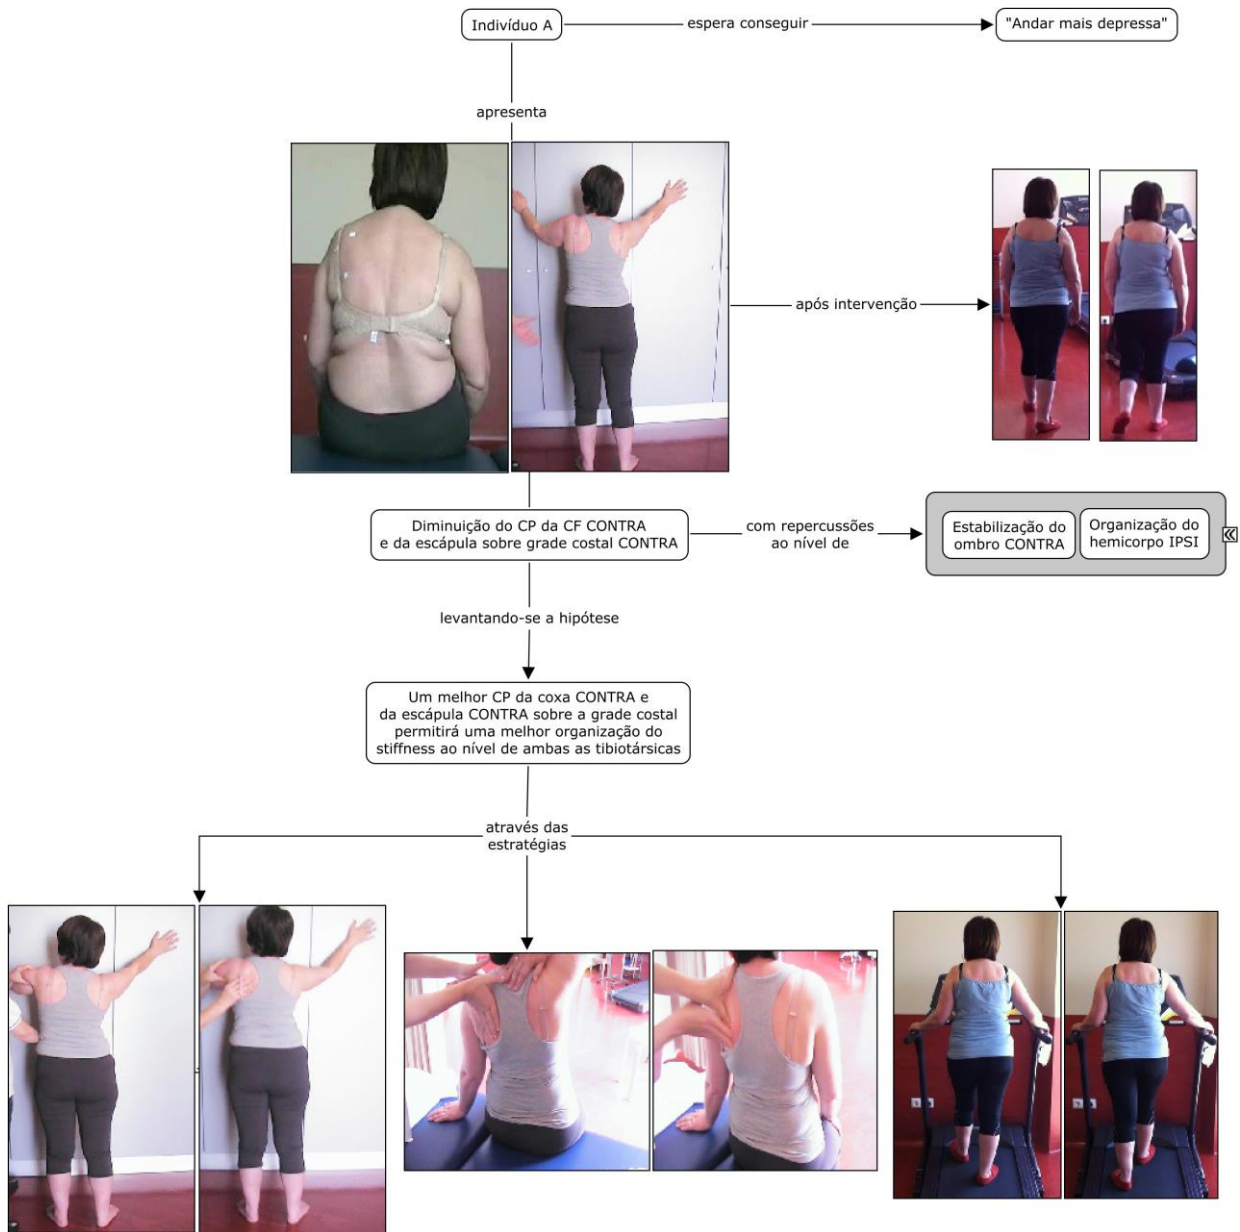 Indivíduo A
espera conseguir
"Andar mais depressa"
apresenta
após intervenção
Diminuição do CP da CF CONTRA
e da escápula sobre grade costal CONTRA
com repercussões
ao nível de
Estabilização do
ombro CONTRA
Organização do
hemicorpo IPSI
levantando-se a hipótese
Um melhor CP da coxa CONTRA e
da escápula CONTRA sobre a grade costal
permitirá uma melhor organização do
stiffness ao nível de ambas as tibiotársicas
através das
estratégias